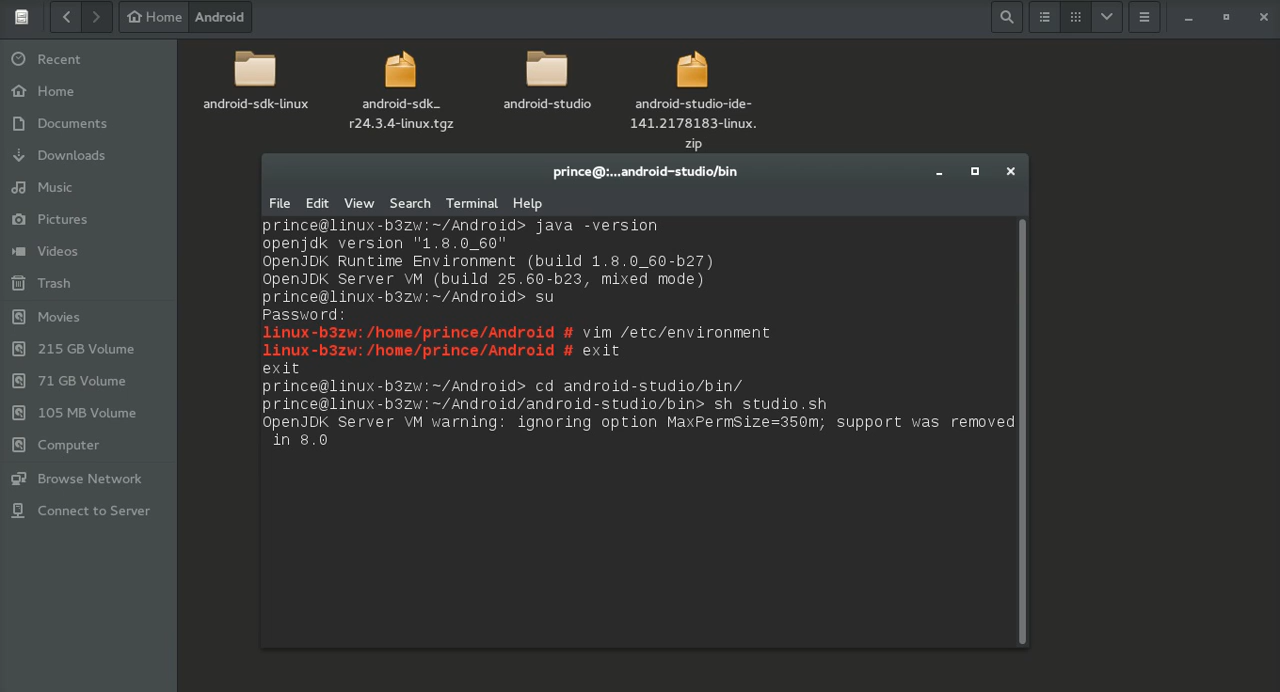 Home
Android
Recent
Home
Documents
Downloads
Music
Pictures
Videos
Trash
Movies
215 GB Volume
71 GB Volume
105 MB Volume
Computer
Browse Network
Connect to Server
android-sdk-linux
android-sdk_
r24.3.4-linux.tgz
android-studio
android-studio-ide-
141.2178183-linux.
zip
prince@:...android-studio/bin
File Edit View Search Terminal Help
prince@linux-b3zw:~/Android> java -version
openjdk version "1.8.0_60"
OpenJDK Runtime Environment (build 1.8.0_60-b27)
OpenJDK Server VM (build 25.60-b23, mixed mode)
prince@linux-b3zw:~/Android> su
Password:
linux-b3zw:/home/prince/Android # vim /etc/environment
linux-b3zw:/home/prince/Android # exit
exit
prince@linux-b3zw:~/Android> cd android-studio/bin/
prince@linux-b3zw:~/Android/android-studio/bin> sh studio.sh
OpenJDK Server VM warning: ignoring option MaxPermSize=350m; support was removed
in 8.0